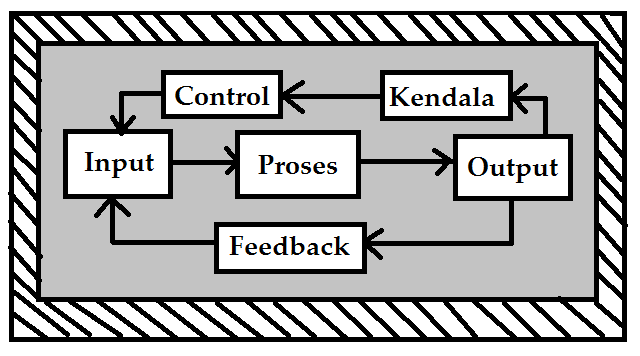 Control
Kendala
Input
Proses
Output
Feedback